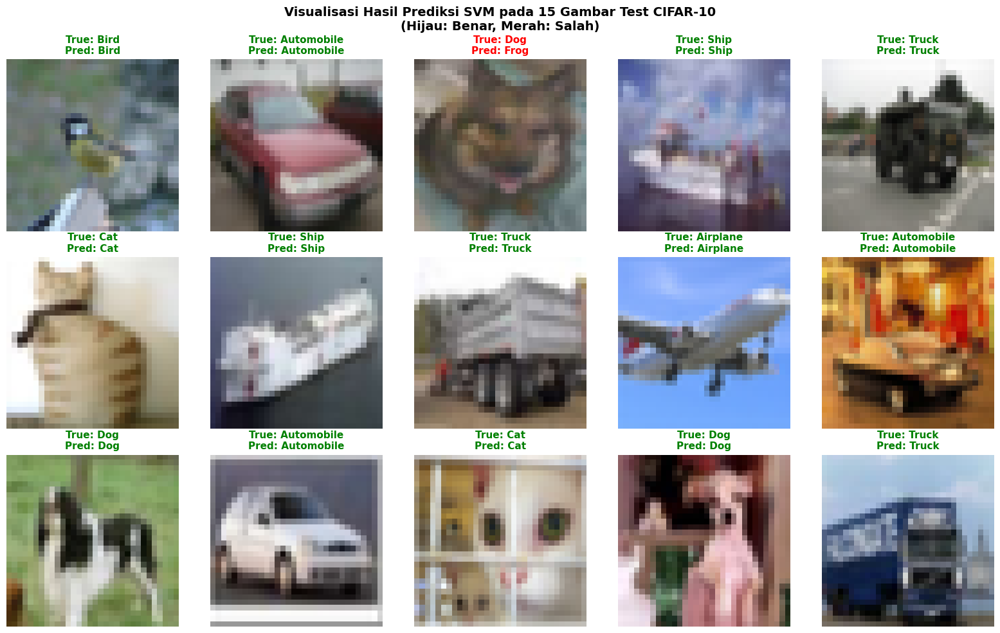 Visualisasi Hasil Prediksi SVM pada 15 Gambar Test CIFAR-10
(Hijau: Benar, Merah: Salah)
True: Bird
Pred: Bird
True: Automobile
Pred: Automobile
True: Dog
Pred: Frog
True: Ship
Pred: Ship
True: Truck
Pred: Truck
True: Cat
Pred: Cat
True: Ship
Pred: Ship
True: Truck
Pred: Truck
True: Airplane
Pred: Airplane
True: Automobile
Pred: Automobile
True: Dog
Pred: Dog
True: Automobile
Pred: Automobile
True: Cat
Pred: Cat
True: Dog
Pred: Dog
True: Truck
Pred: Truck